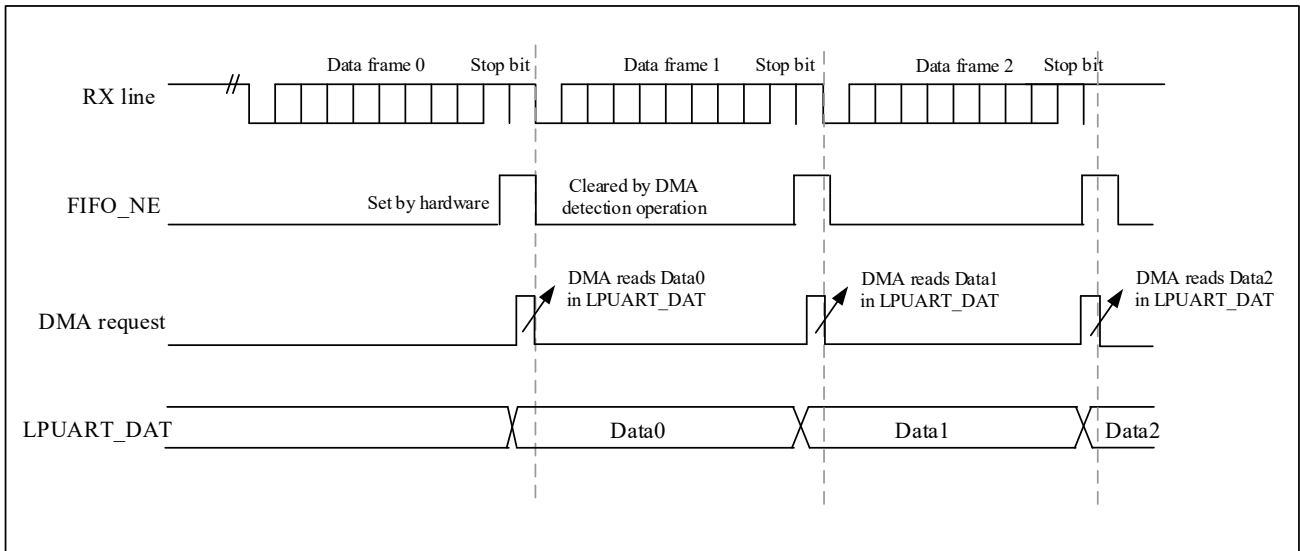 Data frame 0
Stop bit
Data frame 1
Stop bit
Data frame 2
Stop bit
RX line
FIFO_NE
Set by hardware
Cleared by DMA
detection operation
DMA request
DMA reads Data0
in LPUART_DAT
DMA reads Data1
in LPUART_DAT
DMA reads Data2
in LPUART_DAT
LPUART_DAT
Data0
Data1
Data2